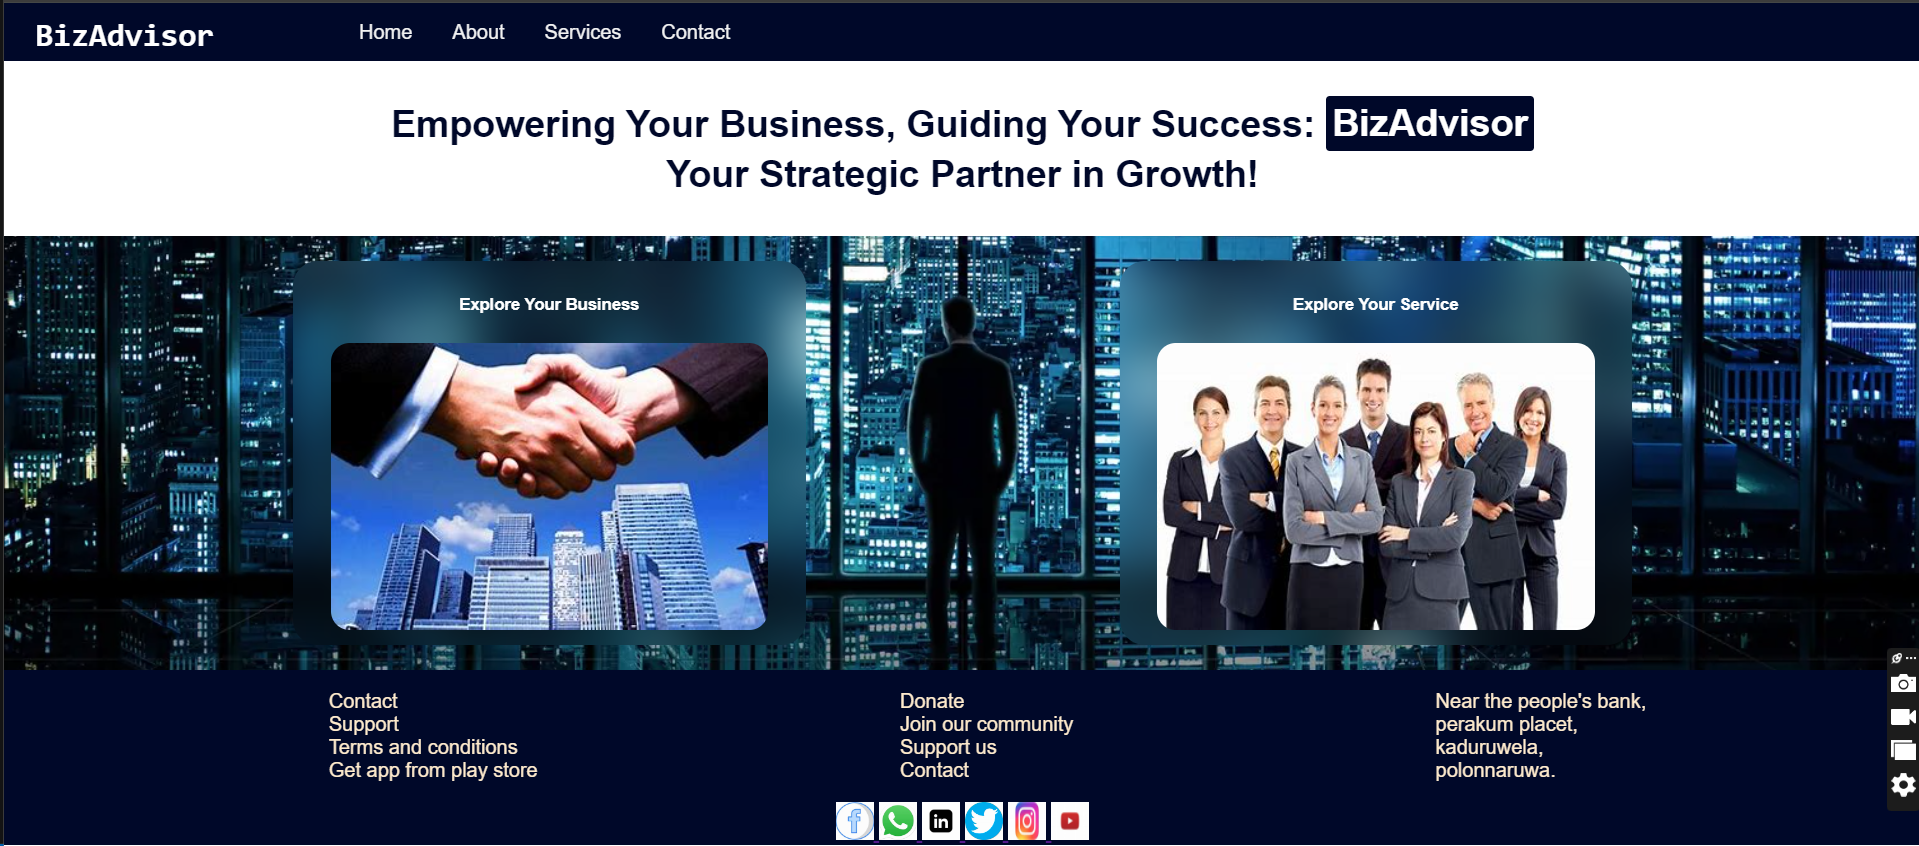 BizAdvisor
Home About Services Contact
Empowering Your Business, Guiding Your Success: BizAdvisor
Your Strategic Partner in Growth!
Explore Your Business
Explore Your Service
Contact
Support
Terms and conditions
Get app from play store
Donate
Join our community
Support us
Contact
Near the people's bank,
perakum placet,
kaduruwela,
polonnaruwa.